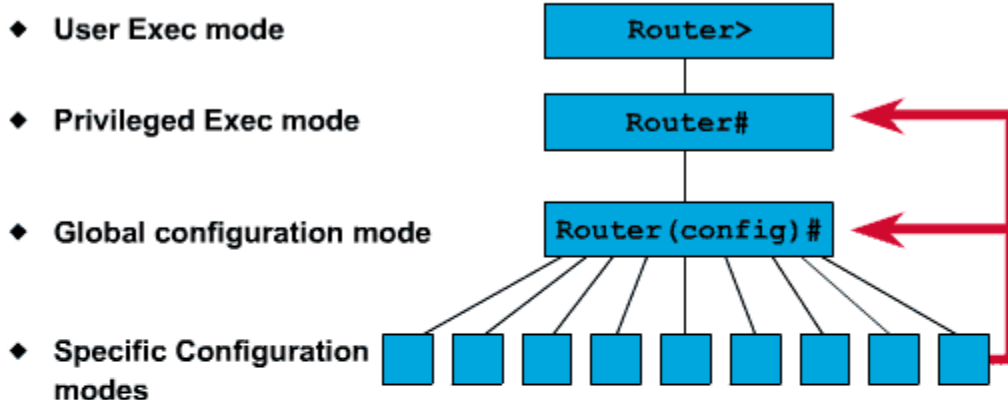 User Exec mode
Router>
Privileged Exec mode
Router#
Global configuration mode
Router(config)#
Specific Configuration
modes